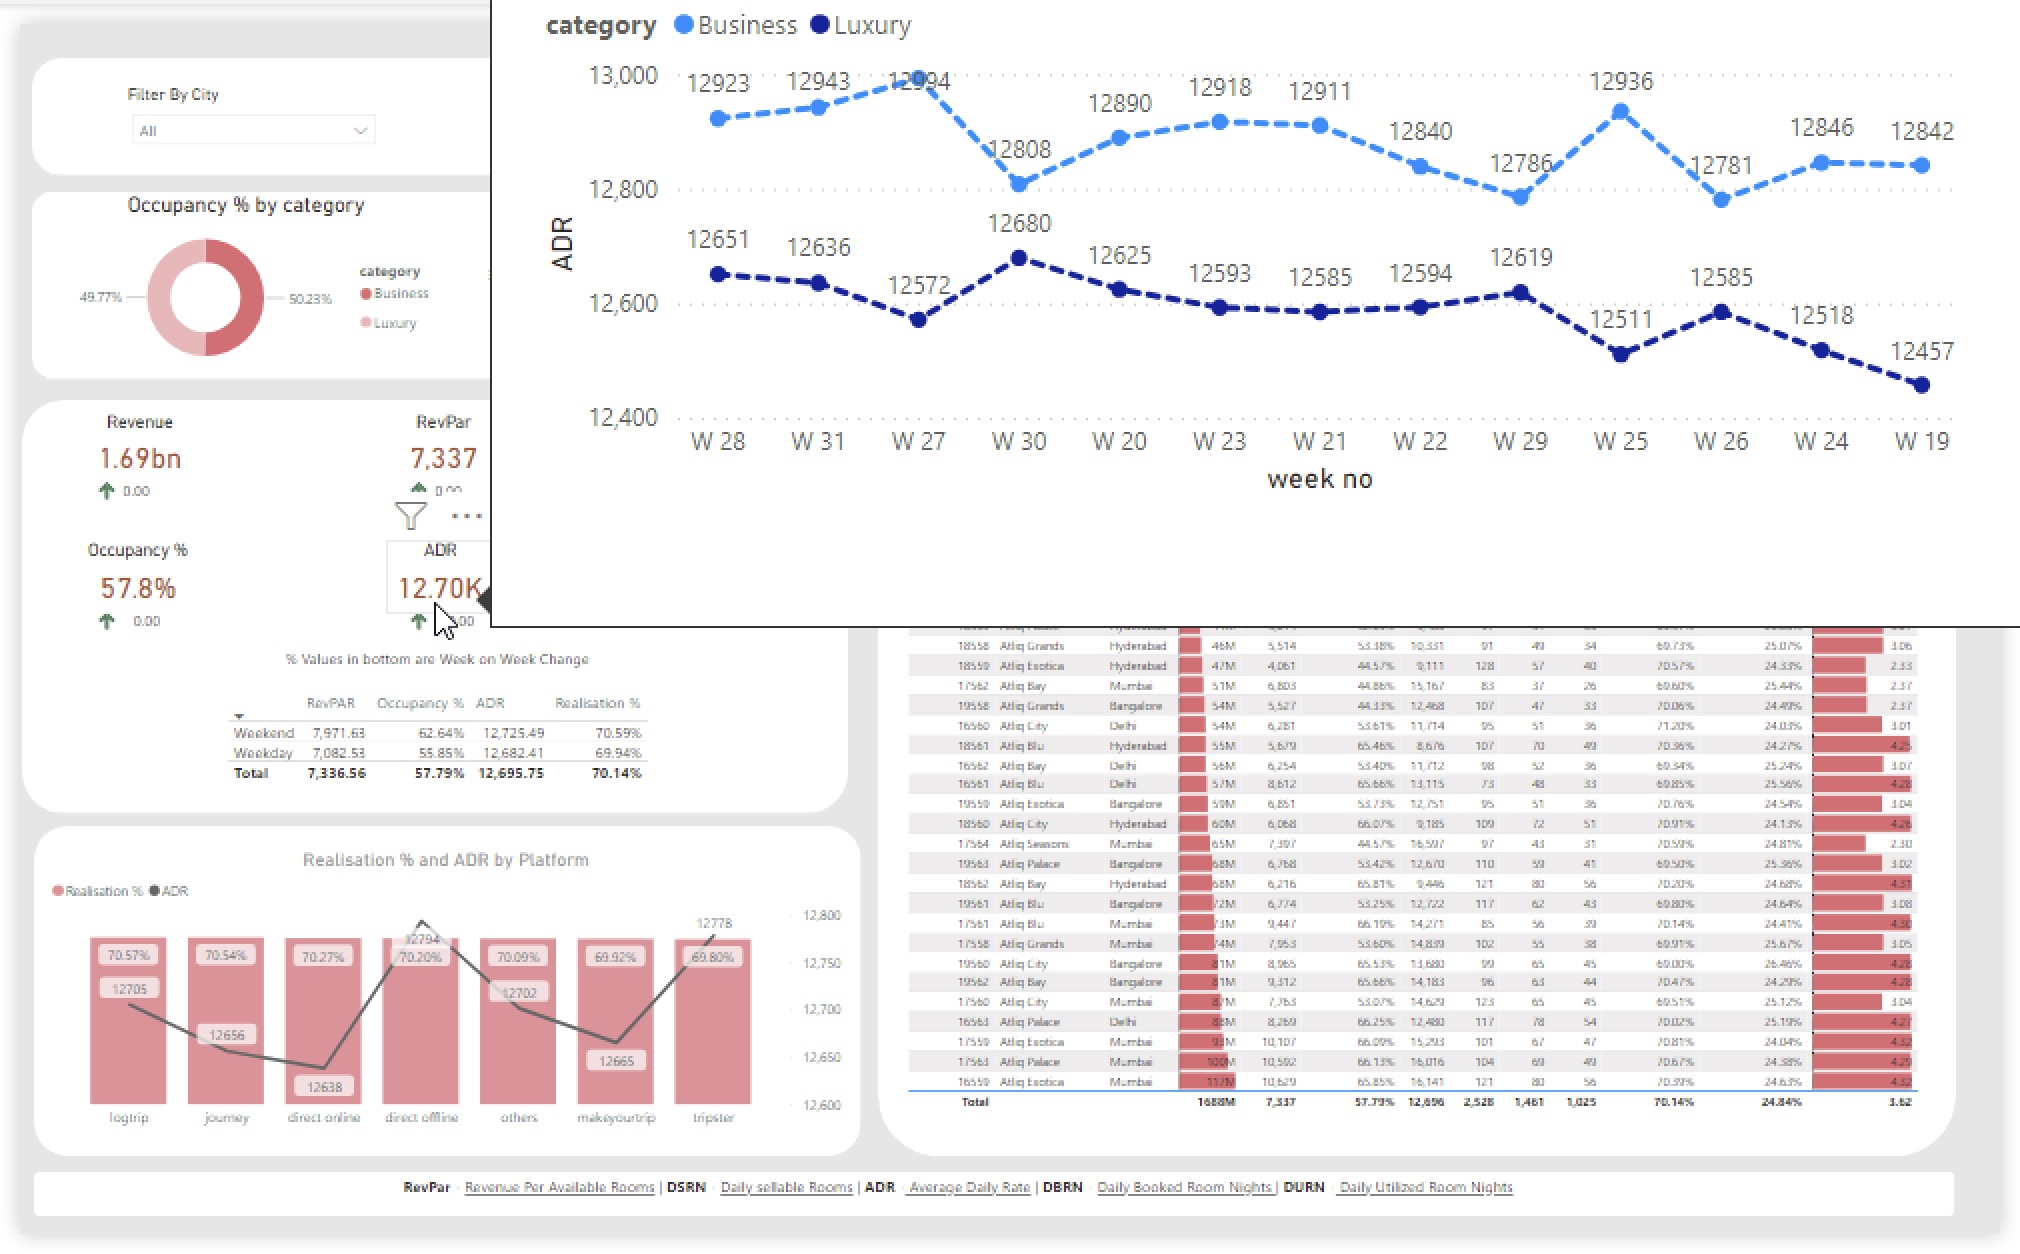 category Business Luxury
13,000
12,800
12,600
12,400
ADR
12923 12943 12994 12808 12890 12918 12911 12840 12786 12936 12781 12846 12842
12651 12636 12572 12680 12625 12593 12585 12594 12619 12511 12585 12518 12457
W 28 W 31 W 27 W 30 W 20 W 23 W 21 W 22 W 29 W 25 W 26 W 24 W 19
week no
Filter By City
All
Occupancy % by category
49.77%
50.23%
category
Business
Luxury
Revenue
1.69bn
0.00
RevPar
7,337
Occupancy %
57.8%
0.00
ADR
12.70K
% Values in bottom are Week on Week Change
RevPAR Occupancy % ADR Realisation %
Weekend 7,971.63 62.64% 12,725.49 70.59%
Weekday 7,082.53 55.85% 12,682.41 69.94%
Total 7,336.56 57.79% 12,695.75 70.14%
Realisation % and ADR by Platform
Realisation % ADR
12,800
12,750
12,700
12,650
12,600
70.57% 70.54% 70.27% 70.20% 70.09% 69.92% 69.80%
12705 12656 12638 12794 12702 12665 12778
logtrip journey direct online direct offline others makeyourtrip tripster
18558 Atliq Grands Hyderabad 46M 5,514 53.38% 10,331 91 49 34 69.73% 25.07% 3.06
18559 Atliq Exotica Hyderabad 47M 4,061 44.57% 9,111 128 57 40 70.57% 24.33% 2.33
17562 Atliq Bay Mumbai 51M 6,803 44.86% 15,167 83 37 26 69.60% 25.44% 2.37
19558 Atliq Grands Bangalore 54M 5,527 44.33% 12,468 107 47 33 70.06% 24.49% 2.37
16560 Atliq City Delhi 54M 6,281 53.61% 11,714 95 51 36 71.20% 24.03% 3.01
18561 Atliq Blu Hyderabad 55M 5,679 65.46% 8,676 107 70 49 70.36% 24.27% 4.25
16562 Atliq Bay Delhi 56M 6,254 53.40% 11,712 98 52 36 69.34% 25.24% 3.07
16561 Atliq Blu Delhi 57M 8,612 65.66% 13,115 73 48 33 69.85% 25.56% 4.28
19559 Atliq Exotica Bangalore 59M 6,851 53.73% 12,751 95 51 36 70.76% 24.54% 3.04
18560 Atliq City Hyderabad 60M 6,068 66.07% 9,185 109 72 51 70.91% 24.13% 4.26
17564 Atliq Seasons Mumbai 65M 7,397 44.57% 16,597 97 43 31 70.59% 24.81% 2.30
19563 Atliq Palace Bangalore 68M 6,768 53.42% 12,670 110 59 41 69.50% 25.36% 3.02
18562 Atliq Bay Hyderabad 68M 6,216 65.81% 9,446 121 80 56 70.20% 24.68% 4.31
19561 Atliq Blu Bangalore 72M 6,774 53.25% 12,722 117 62 43 69.80% 24.64% 3.08
17561 Atliq Blu Mumbai 73M 9,447 66.19% 14,271 85 56 39 70.14% 24.41% 4.30
17558 Atliq Grands Mumbai 74M 7,953 53.60% 14,839 102 55 38 69.91% 25.67% 3.05
19560 Atliq City Bangalore 81M 8,965 65.53% 13,680 99 65 45 69.00% 26.46% 4.28
19562 Atliq Bay Bangalore 81M 9,312 65.66% 14,183 96 63 44 70.47% 24.29% 4.28
17560 Atliq City Mumbai 87M 7,763 53.07% 14,629 123 65 45 69.51% 25.12% 3.04
16563 Atliq Palace Delhi 88M 8,269 66.25% 12,480 117 78 54 70.02% 25.19% 4.27
17559 Atliq Exotica Mumbai 93M 10,107 66.09% 15,293 101 67 47 70.81% 24.04% 4.32
17563 Atliq Palace Mumbai 100M 10,592 66.13% 16,016 104 69 49 70.67% 24.38% 4.29
16559 Atliq Exotica Mumbai 117M 10,629 65.85% 16,141 121 80 56 70.39% 24.63% 4.32
Total 1688M 7,337 57.79% 12,696 2,528 1,461 1,025 70.14% 24.84% 3.62
RevPar - Revenue Per Available Rooms | DSRN - Daily sellable Rooms | ADR - Average Daily Rate | DBRN - Daily Booked Room Nights | DURN - Daily Utilized Room Nights